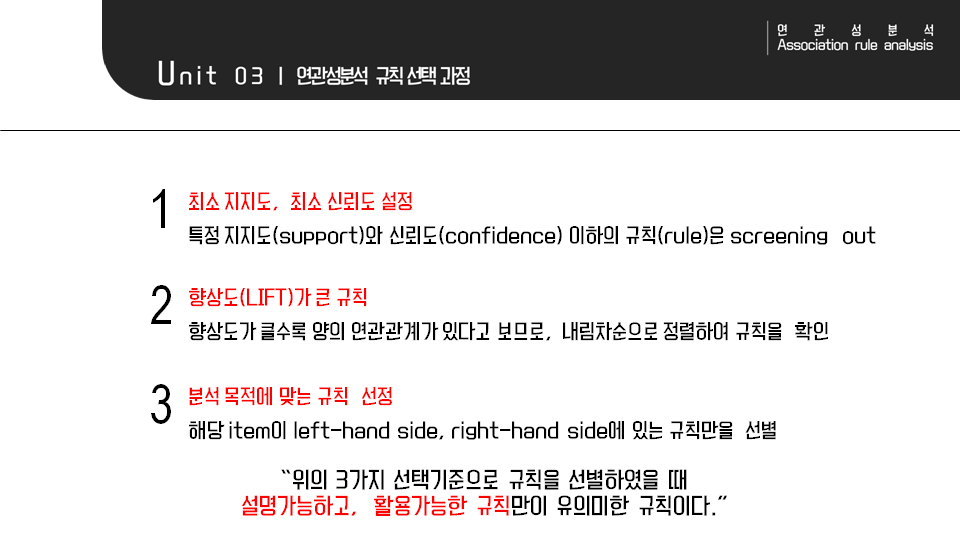 연 관 성 분 석
Association rule analysis
Unit 03 | 연관성분석 규칙 선택 과정
1 최소 지지도, 최소 신뢰도 설정
특정 지지도(support)와 신뢰도(confidence) 이하의 규칙(rule)은 screening out
2 향상도(LIFT)가 큰 규칙
향상도가 클수록 양의 연관관계가 있다고 보므로, 내림차순으로 정렬하여 규칙을 확인
3 분석 목적에 맞는 규칙 선정
해당 item이 left-hand side, right-hand side에 있는 규칙만을 선별
“위의 3가지 선택기준으로 규칙을 선별하였을 때
설명가능하고, 활용가능한 규칙만이 유의미한 규칙이다.”